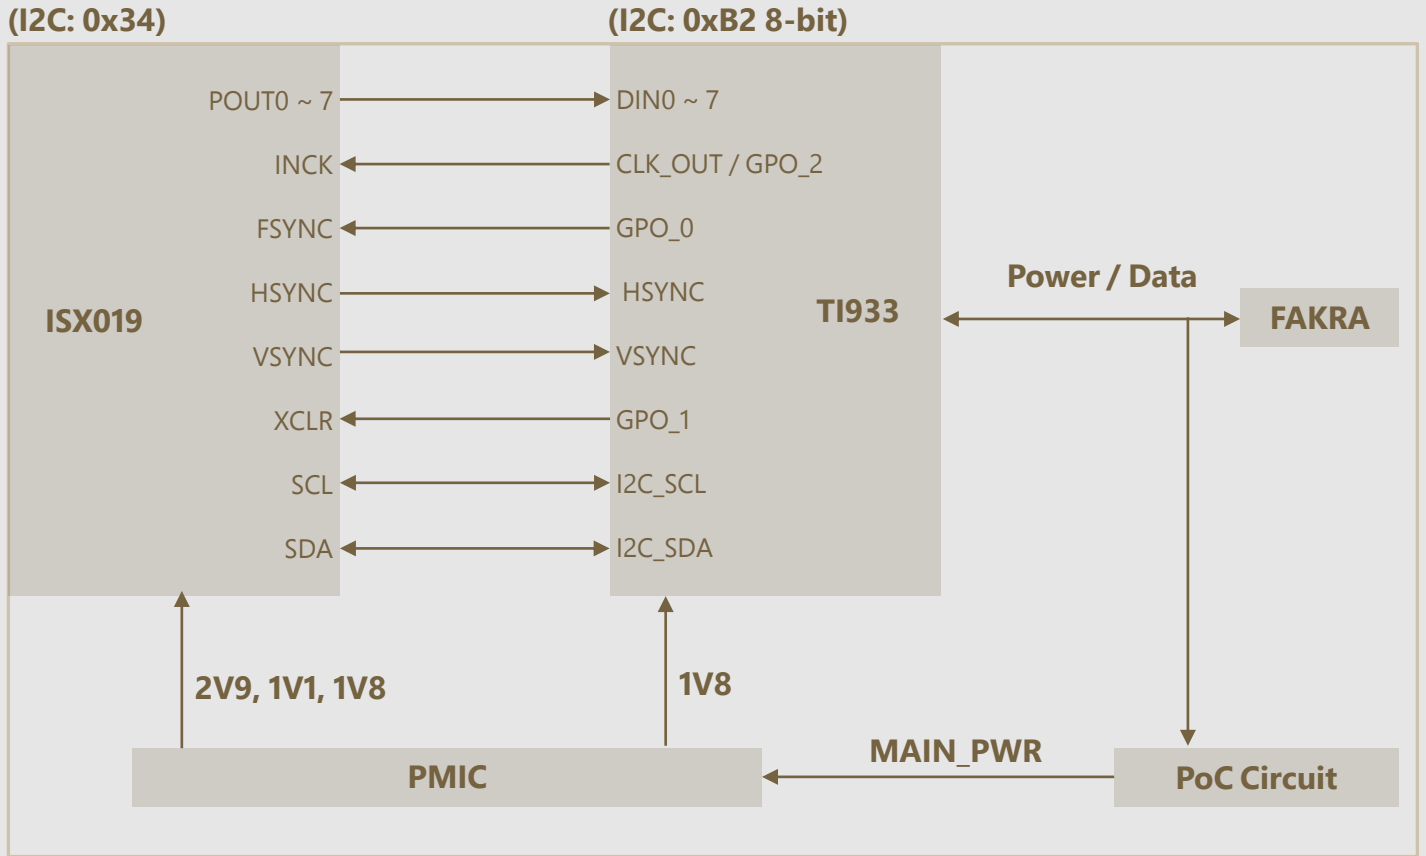 (I2C: 0x34)
(I2C: 0xB2 8-bit)
POUT0 ~ 7
DIN0 ~ 7
INCK
CLK_OUT / GPO_2
FSYNC
GPO_0
HSYNC
HSYNC
ISX019
TI933
VSYNC
VSYNC
XCLR
GPO_1
SCL
I2C_SCL
SDA
I2C_SDA
Power / Data
FAKRA
2V9, 1V1, 1V8
1V8
MAIN_PWR
PMIC
PoC Circuit